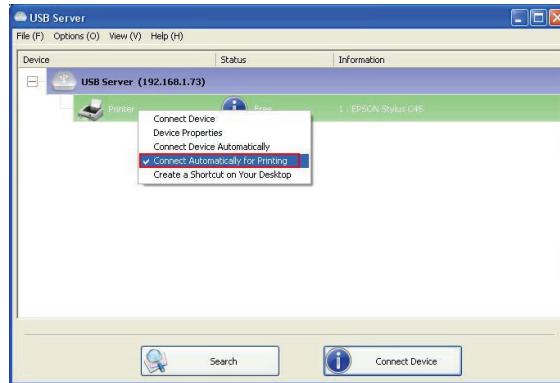 USB Server
File (F) Options (O) View (V) Help (H)
Device Status Information
USB Server (192.168.1.73)
Printer Free 1 : EPSON Stylus C45
Connect Device
Device Properties
Connect Device Automatically
Connect Automatically for Printing
Create a Shortcut on Your Desktop
Search Connect Device